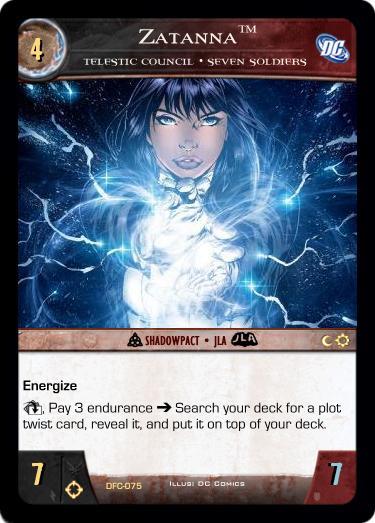 4
Zatanna™
DC
Telestic Council • Seven Soldiers
SHADOWPACT • JLA JLA
Energize
, Pay 3 endurance ➔ Search your deck for a plot
twist card, reveal it, and put it on top of your deck.
7
DFC-075
Illus: DC Comics
7